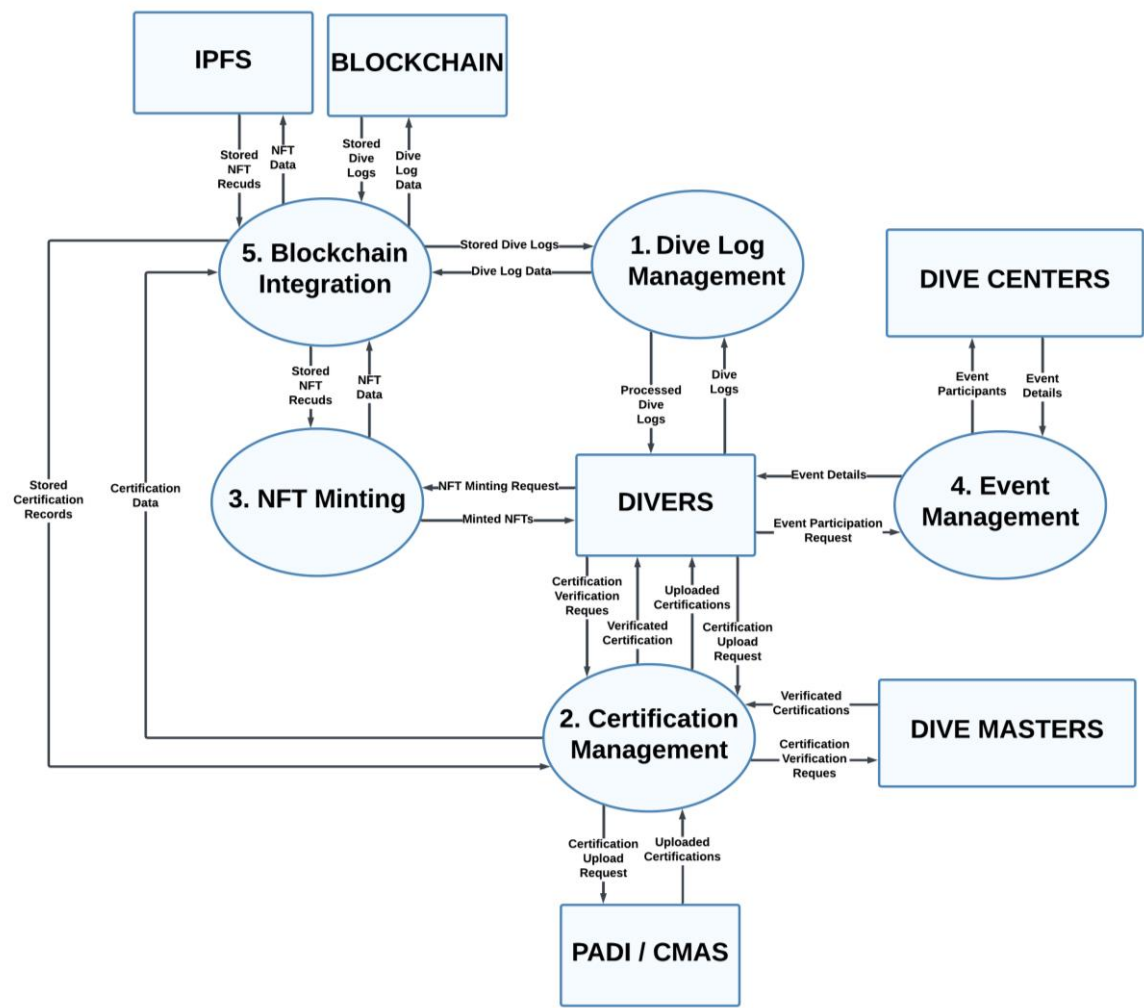 IPFS
BLOCKCHAIN
Stored
NFT
Recuds
NFT
Data
Stored
Dive
Logs
Dive
Log
Data
5. Blockchain
Integration
Stored Dive Logs
Dive Log Data
1. Dive Log
Management
DIVE CENTERS
Stored
NFT
Recuds
NFT
Data
Processed
Dive
Logs
Dive
Logs
Event
Participants
Event
Details
Stored
Certification
Records
Certification
Data
3. NFT Minting
NFT Minting Request
Minted NFTs
DIVERS
Event Details
Event Participation
Request
4. Event
Management
Certification
Verification
Reques
Verificated
Certification
Uploaded
Certifications
Certification
Upload
Request
2. Certification
Management
Verificated
Certifications
Certification
Verification
Reques
DIVE MASTERS
Certification
Upload
Request
Uploaded
Certifications
PADI / CMAS